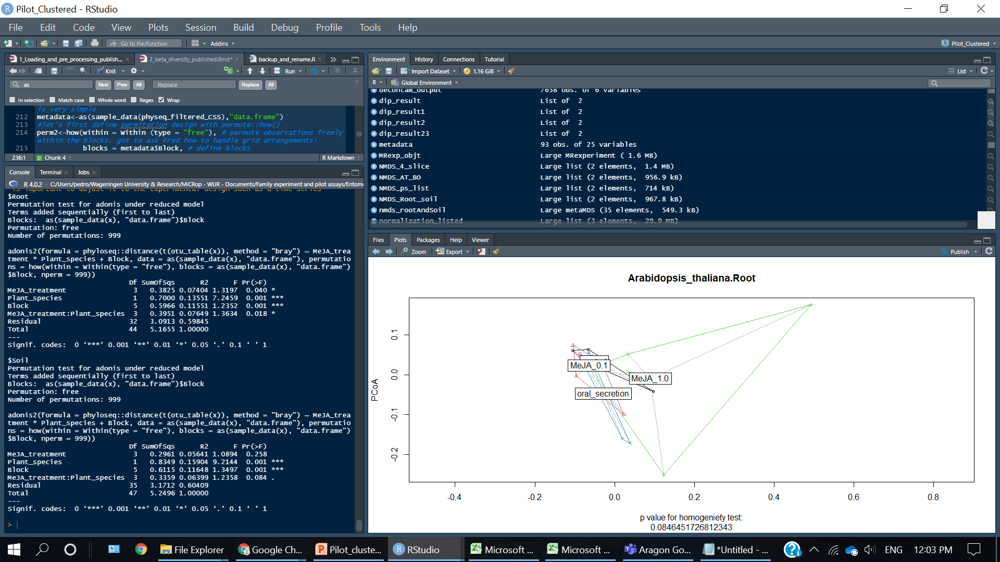 Pilot_Clustered - RStudio
File Edit Code View Plots Session Build Debug Profile Tools Help
Go to file/function Addins Pilot_Clustered
1_Loading_and_pre_processing_publish... 2_beta_diversity_published.Rmd* backup_and_rename.R
ABC Knit Run
as Next Prev All Replace Replace All
In selection Match case Whole word Regex Wrap
is very simple
212 metadata<-as(sample_data(physeq_filtered_CSS),"data.frame")
213 #let's first define permitation design with permute::how()
214 perm2<-how(within = Within (type = "free"), # permute observations freely
within the blocks. got to ask Fred how to handle grid arrangements!
215 blocks = metadata$Block, # define blocks
236:1 Chunk 4 R Markdown
Console Terminal Jobs
R 4.0.2 · C:/Users/pedro/Wageningen University & Research/MiCRop - WUR - Documents/Family experiment and pilot assays/Entom
is important to adjust it to the experimental design such as a time series
$Root
Permutation test for adonis under reduced model
Terms added sequentially (first to last)
Blocks:  as(sample_data(x), "data.frame")$Block
Permutation: free
Number of permutations: 999
adonis2(formula = phyloseq::distance(t(otu_table(x)), method = "bray") ~ MeJA_trea
tment * Plant_species + Block, data = as(sample_data(x), "data.frame"), permutatio
ns = how(within = Within(type = "free"), blocks = as(sample_data(x), "data.frame")
$Block, nperm = 999))
Df SumOfSqs R2 F Pr(>F)
MeJA_treatment 3 0.3825 0.07404 1.3197 0.040 *
Plant_species 1 0.7000 0.13551 7.2459 0.001 ***
Block 5 0.5966 0.11551 1.2352 0.001 ***
MeJA_treatment:Plant_species 3 0.3951 0.07649 1.3634 0.018 *
Residual 32 3.0913 0.59845
Total 44 5.1655 1.00000
---
Signif. codes:  0 ‘***’ 0.001 ‘**’ 0.01 ‘*’ 0.05 ‘.’ 0.1 ‘ ’ 1
$Soil
Permutation test for adonis under reduced model
Terms added sequentially (first to last)
Blocks:  as(sample_data(x), "data.frame")$Block
Permutation: free
Number of permutations: 999
adonis2(formula = phyloseq::distance(t(otu_table(x)), method = "bray") ~ MeJA_trea
tment * Plant_species + Block, data = as(sample_data(x), "data.frame"), permutatio
ns = how(within = Within(type = "free"), blocks = as(sample_data(x), "data.frame")
$Block, nperm = 999))
Df SumOfSqs R2 F Pr(>F)
MeJA_treatment 3 0.2961 0.05641 1.0894 0.258
Plant_species 1 0.8349 0.15904 9.2144 0.001 ***
Block 5 0.6115 0.11648 1.3497 0.001 ***
MeJA_treatment:Plant_species 3 0.3359 0.06399 1.2358 0.084 .
Residual 35 3.1712 0.60409
Total 47 5.2496 1.00000
---
Signif. codes:  0 ‘***’ 0.001 ‘**’ 0.01 ‘*’ 0.05 ‘.’ 0.1 ‘ ’ 1
>
Environment History Connections Tutorial
Import Dataset 1.16 GiB List
R Global Environment
decontam_output 7658 obs. of 6 variables
dip_result List of 2
dip_result1 List of 2
dip_result2 List of 2
dip_result23 List of 2
metadata 93 obs. of 25 variables
MRexp_objt Large MRexperiment ( 1.6 MB)
NMDS_4_slice Large list (2 elements, 1.4 MB)
NMDS_AT_BO Large list (2 elements, 956.9 kB)
NMDS_ps_list Large list (2 elements, 714 kB)
NMDS_Root_soil Large list (2 elements, 967.8 kB)
nmds_rootAndSoil Large metaMDS (35 elements, 549.3 kB)
normalization_listed Large list (3 elements, 29.9 MB)
Files Plots Packages Help Viewer
Zoom Export Publish
Arabidopsis_thaliana.Root
PCoA
0.1
0.0
-0.1
-0.2
MeJA_0.1
MeJA_1.0
oral_secretion
-0.4 -0.2 0.0 0.2 0.4 0.6 0.8
p value for homogeniety test:
0.0846451726812343
File Explorer Google Ch... Pilot_cluste... RStudio Microsoft ... Microsoft ... Aragon Go... *Untitled - ... ENG 12:03 PM